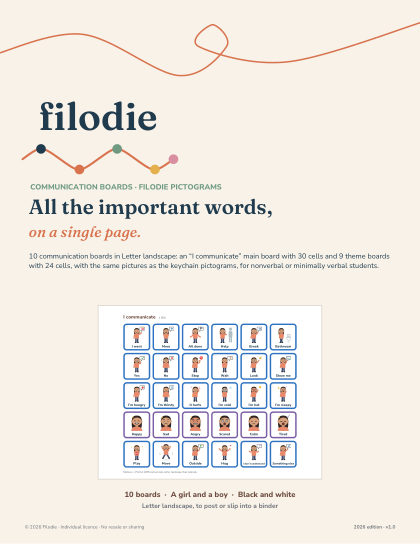 filodie
COMMUNICATION BOARDS · FILODIE PICTOGRAMS
All the important words,
on a single page.
10 communication boards in Letter landscape: an "I communicate" main board with 30 cells and 9 theme boards
with 24 cells, with the same pictures as the keychain pictograms, for nonverbal or minimally verbal students.
I communicate
I want More All done Help Break Bathroom
Yes No Stop Wait Look Show me
I'm hungry I'm thirsty It hurts I'm cold I'm hot I'm sleepy
Happy Sad Angry Scared Calm Tired
Play Music Outside Hug Something else
10 boards · A girl and a boy · Black and white
Letter landscape, to post or slip into a binder
© 2026 Filodie · Individual licence · No resale or sharing
2026 edition · v1.0